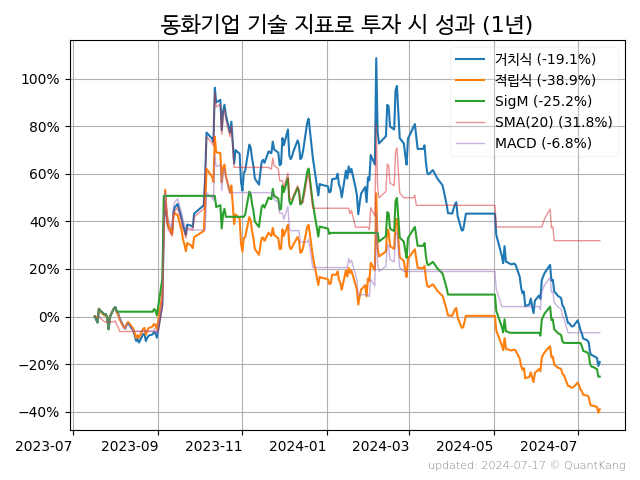 동화기업 기술 지표로 투자 시 성과 (1년)
거치식 (-19.1%)
적립식 (-38.9%)
SigM (-25.2%)
SMA(20) (31.8%)
MACD (-6.8%)
100%
80%
60%
40%
20%
0%
−20%
−40%
2023-07 2023-09 2023-11 2024-01 2024-03 2024-05 2024-07
updated: 2024-07-17 © QuantKang